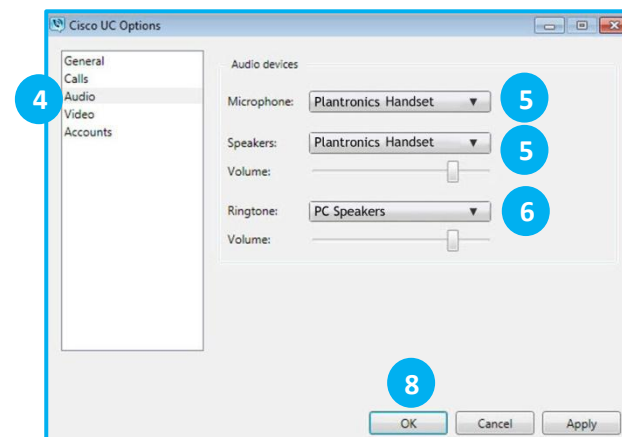 Cisco UC Options
General
Calls
4 Audio
Video
Accounts
Audio devices
Microphone: Plantronics Handset 5
Speakers: Plantronics Handset 5
Volume:
Ringtone: PC Speakers 6
Volume:
8
OK Cancel Apply